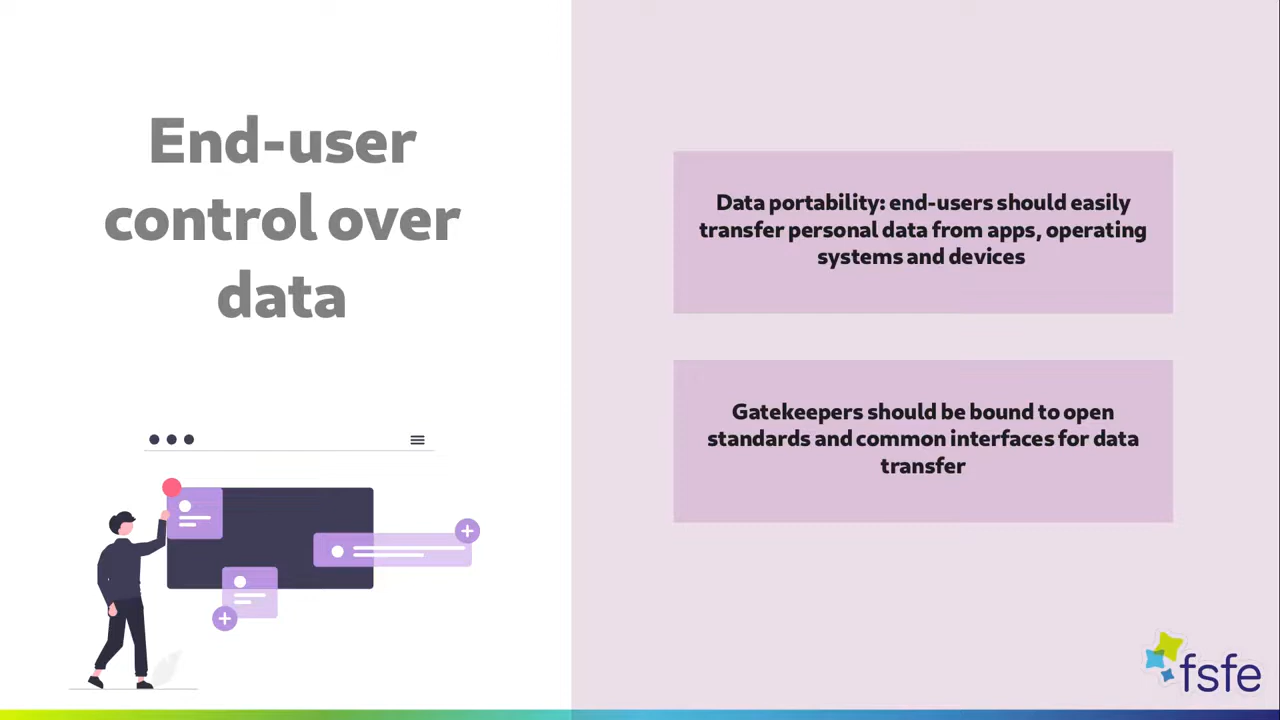 End-user
control over
data
Data portability: end-users should easily
transfer personal data from apps, operating
systems and devices
Gatekeepers should be bound to open
standards and common interfaces for data
transfer
fsfe